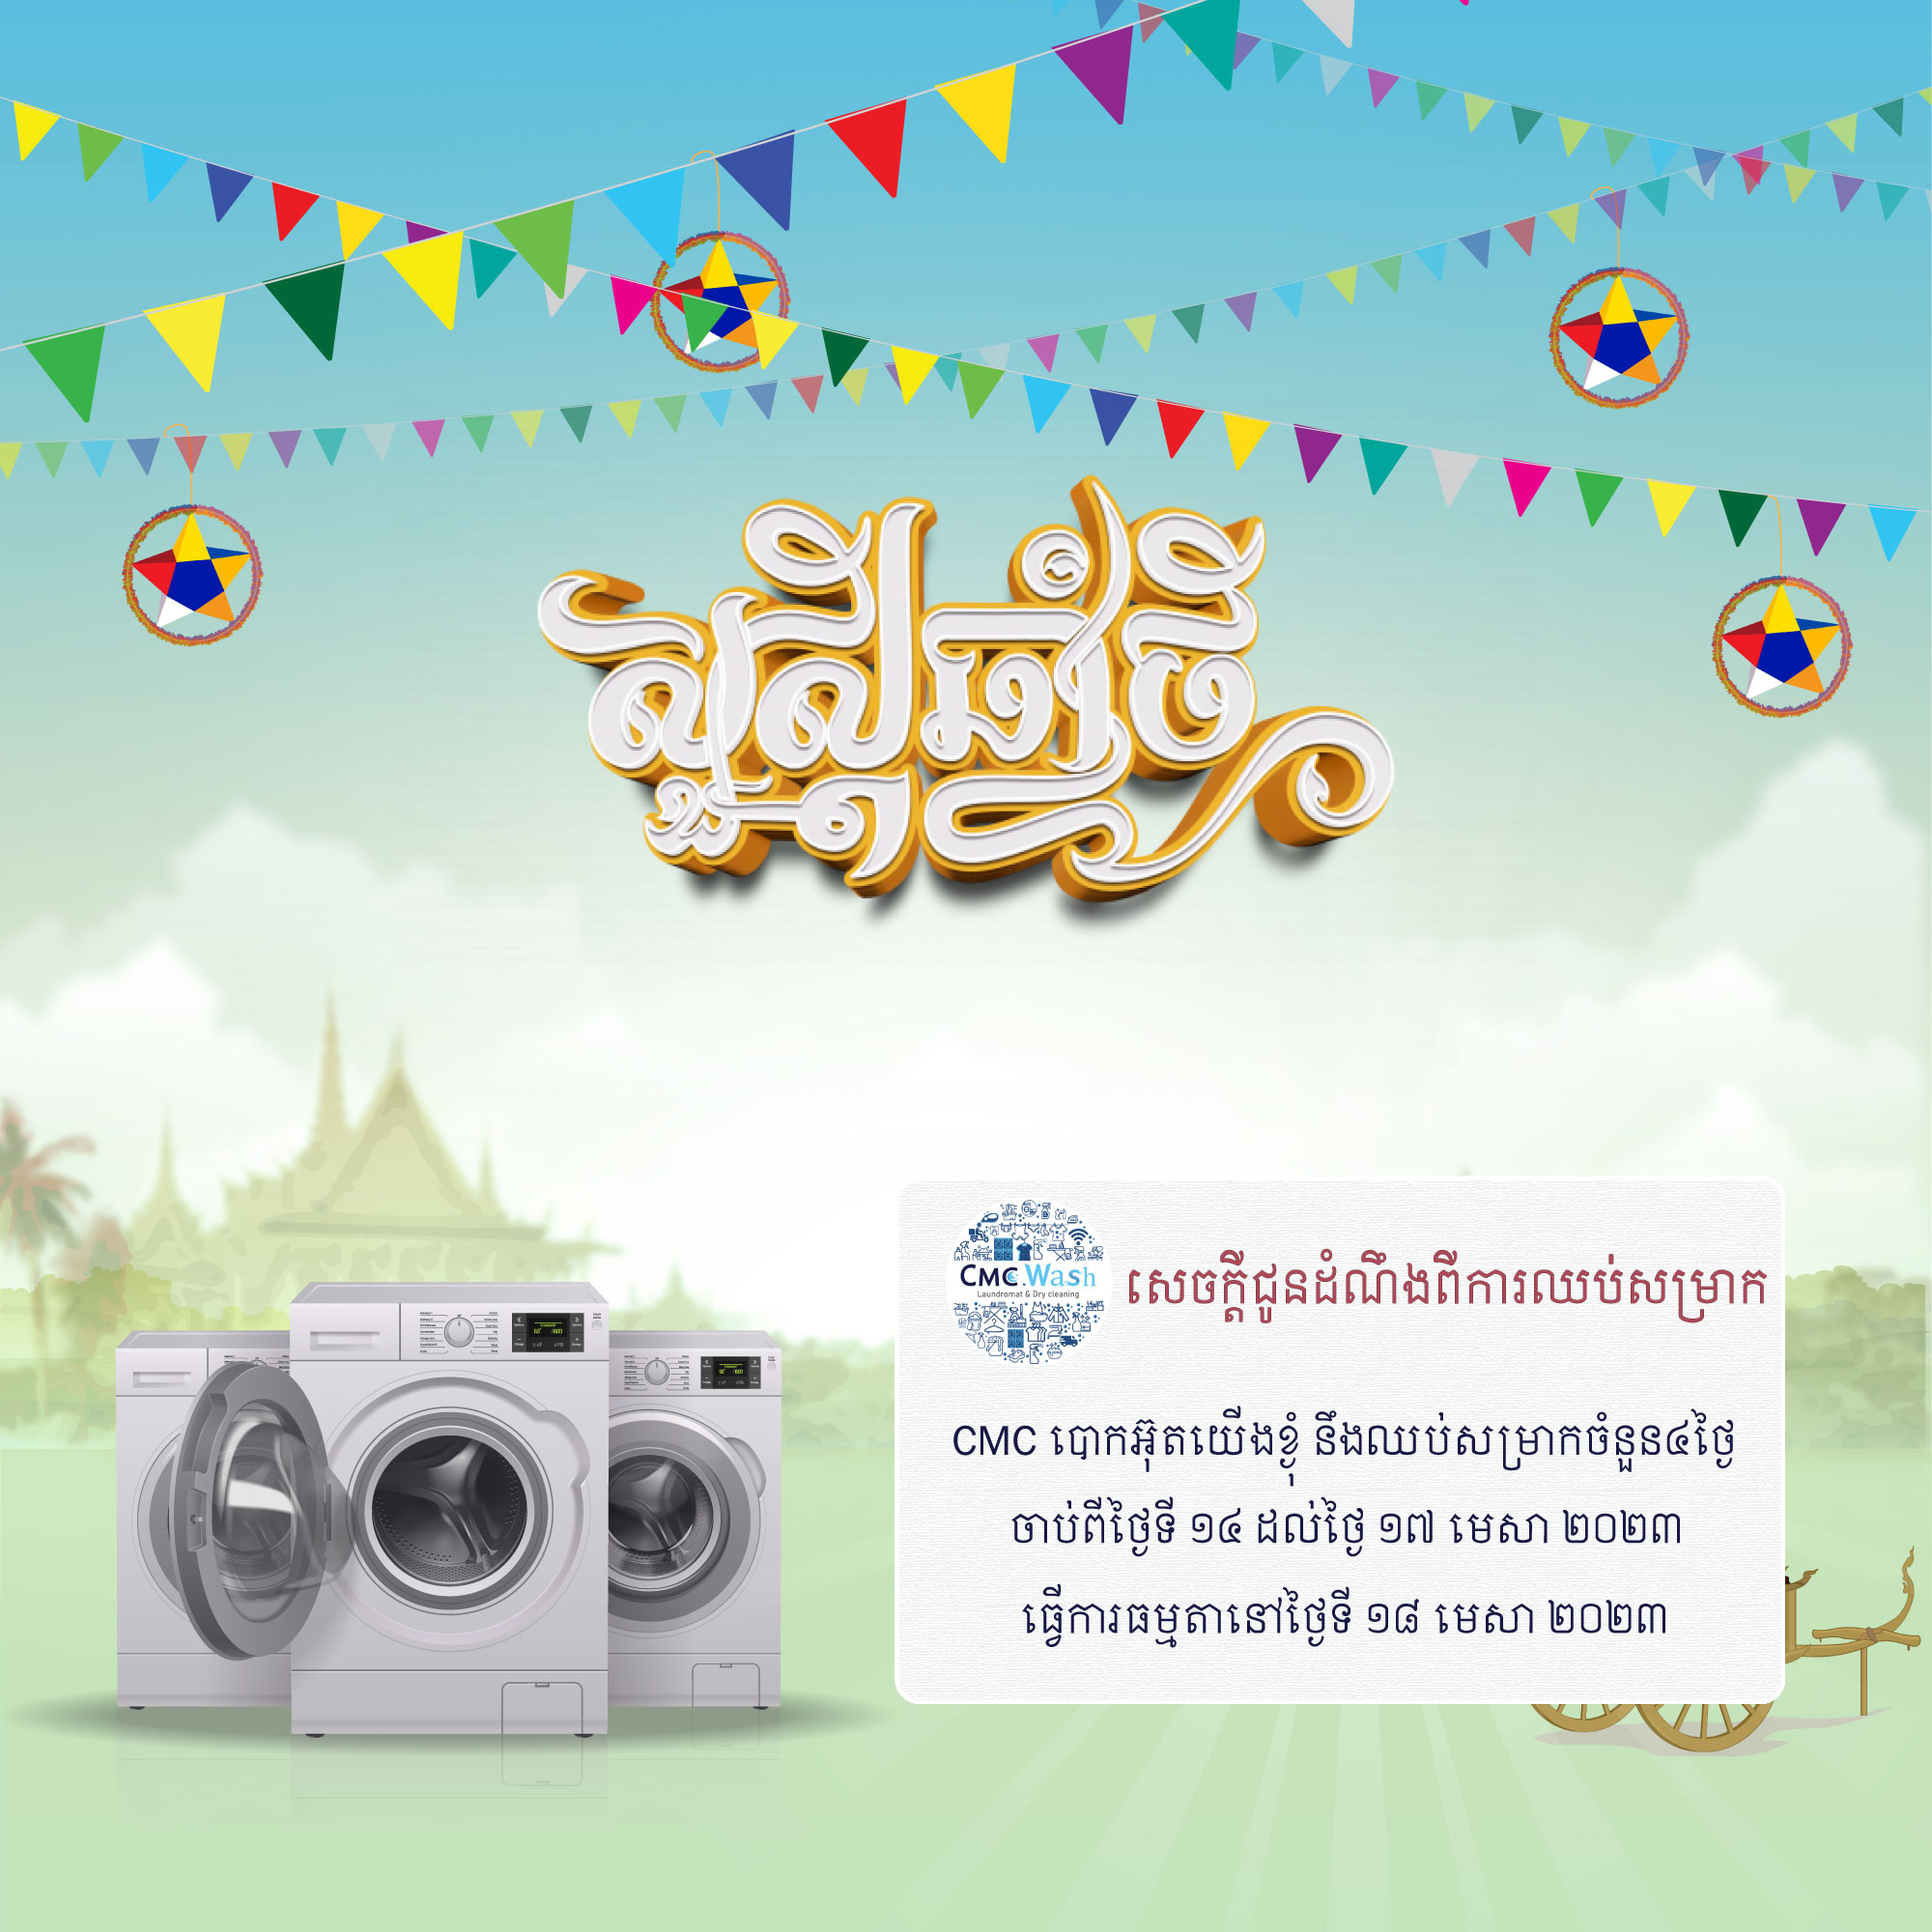 សួស្តីឆ្នាំថ្មី
CMC Wash
Laundromat & Dry cleaning
សេចក្តីជូនដំណឹងពីការឈប់សម្រាក
CMC បោកអ៊ុតយើងខ្ញុំ នឹងឈប់សម្រាកចំនួន៤ថ្ងៃ
ចាប់ពីថ្ងៃទី ១៤ ដល់ថ្ងៃ ១៧ មេសា ២០២៣
ធ្វើការធម្មតានៅថ្ងៃទី ១៨ មេសា ២០២៣